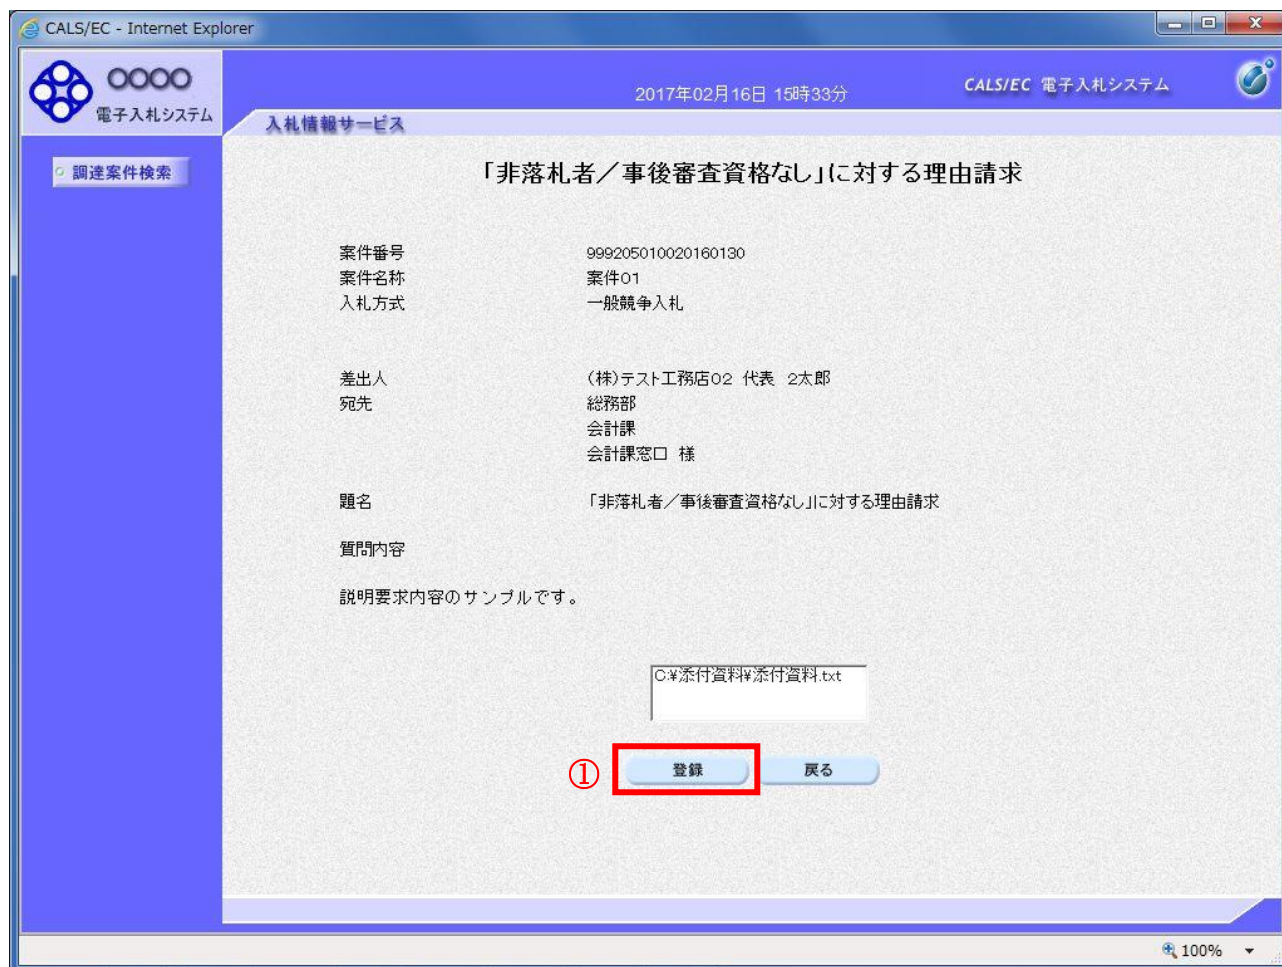 CALS/EC - Internet Explorer
○○○○
電子入札システム
2017年02月16日 15時33分
CALS/EC 電子入札システム
入札情報サービス
調達案件検索
「非落札者／事後審査資格なし」に対する理由請求
案件番号 999205010020160130
案件名称 案件01
入札方式 一般競争入札
差出人 (株)テスト工務店02 代表 2太郎
宛先 総務部
会計課
会計課窓口 様
題名 「非落札者／事後審査資格なし」に対する理由請求
質問内容
説明要求内容のサンプルです。
C:¥添付資料¥添付資料.txt
① 登録 戻る
100%